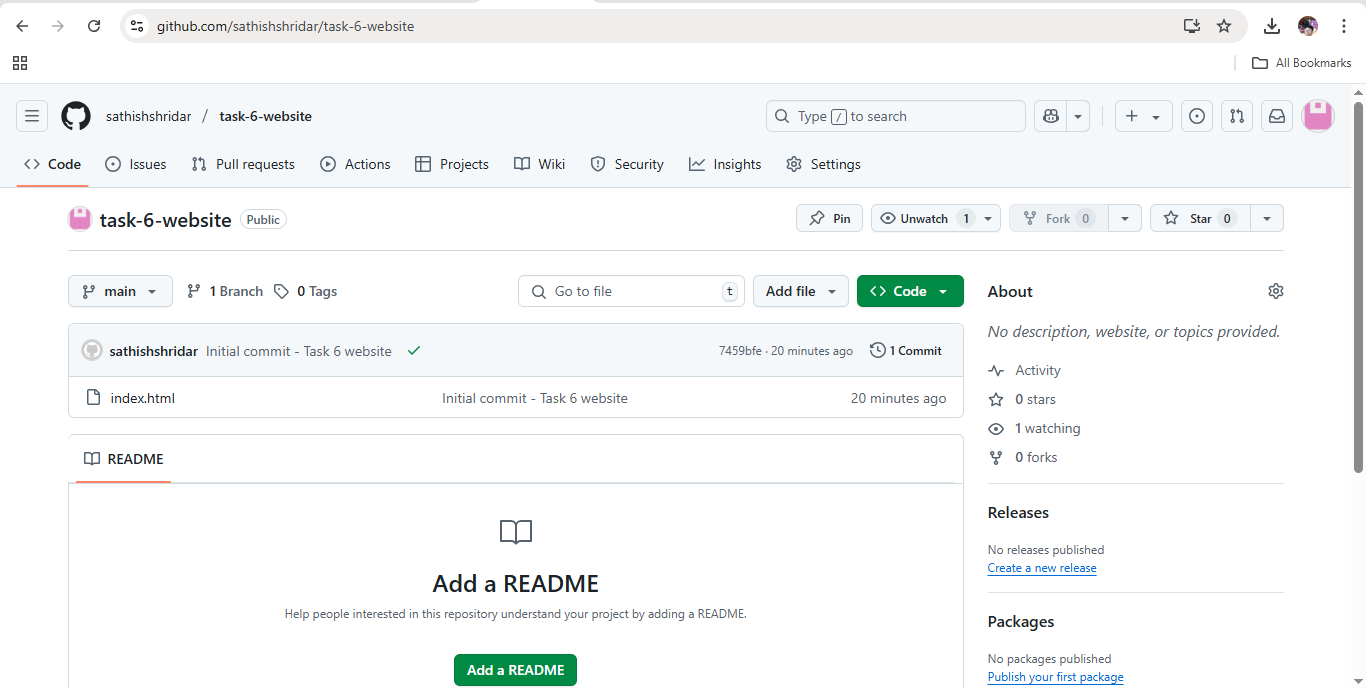 github.com/sathishshridar/task-6-website
All Bookmarks
sathishshridar / task-6-website
Type / to search
Code Issues Pull requests Actions Projects Wiki Security Insights Settings
task-6-website Public
Pin Unwatch 1 Fork 0 Star 0
main 1 Branch 0 Tags Go to file t Add file Code
sathishshridar Initial commit - Task 6 website 7459bfe · 20 minutes ago 1 Commit
index.html Initial commit - Task 6 website 20 minutes ago
README
Add a README
Help people interested in this repository understand your project by adding a README.
Add a README
About
No description, website, or topics provided.
Activity
0 stars
1 watching
0 forks
Releases
No releases published
Create a new release
Packages
No packages published
Publish your first package